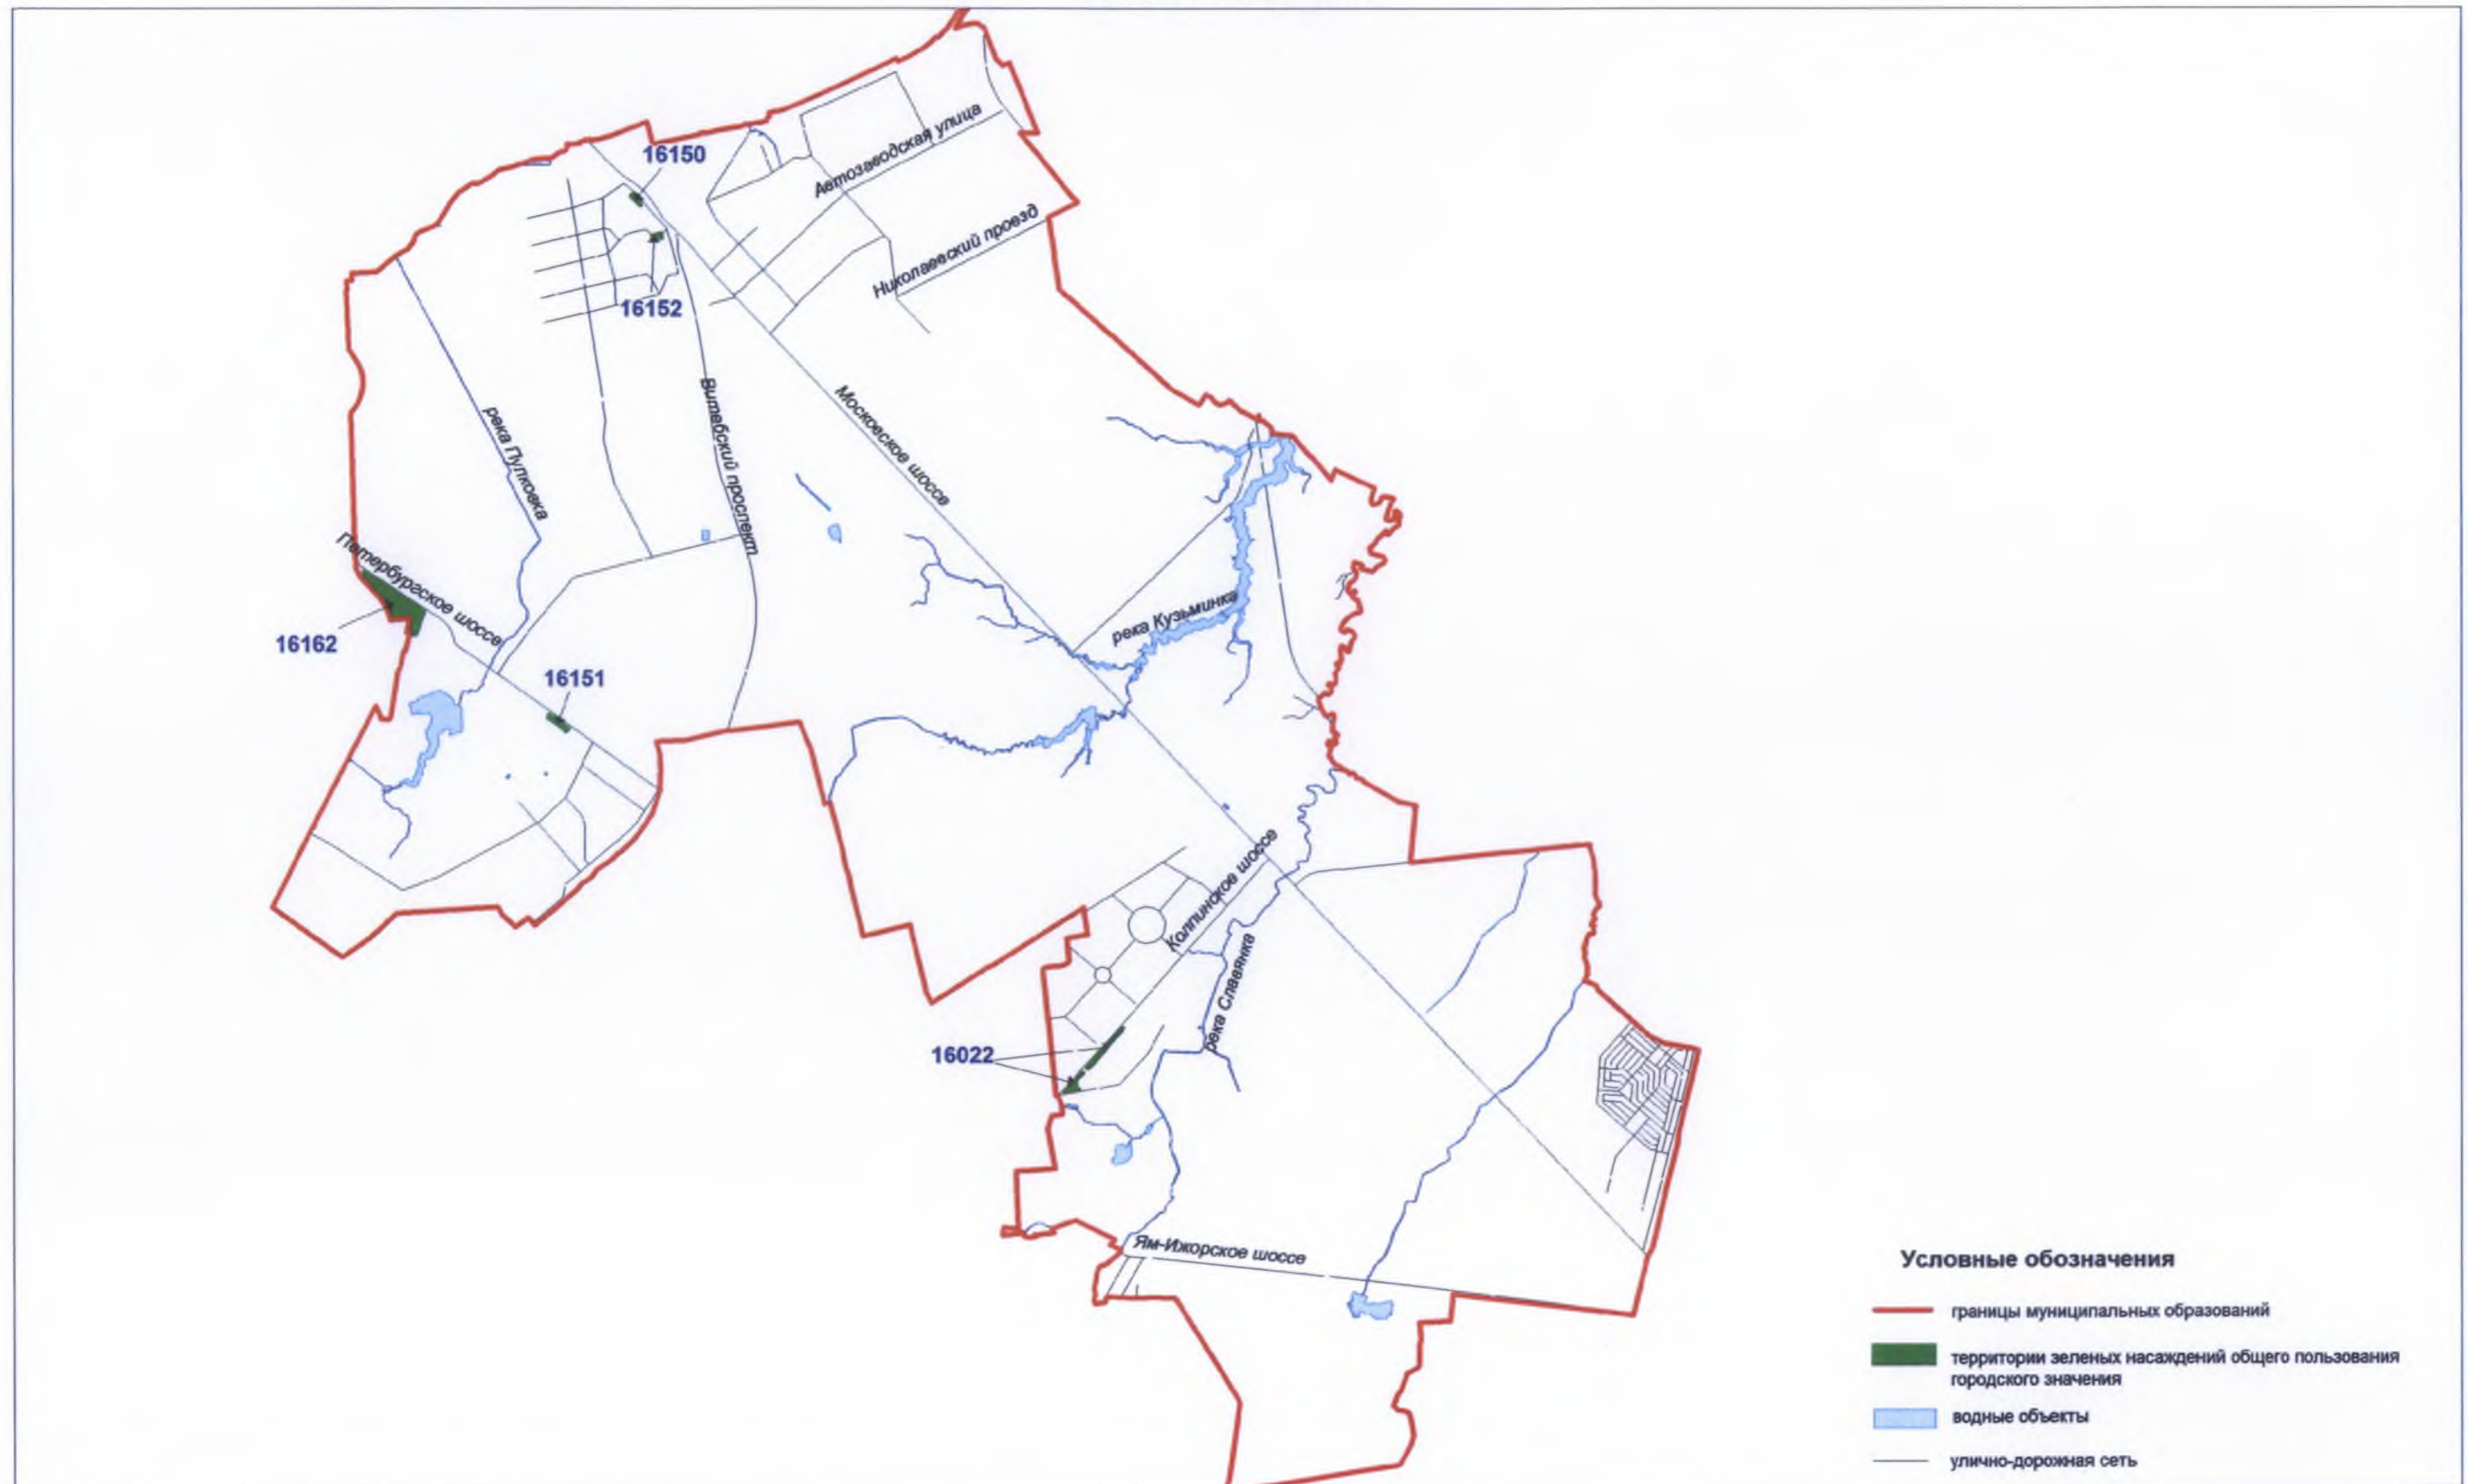 16150
Автозаводская улица
Николаевский проезд
16152
Витебский проспект
Московское шоссе
река Пулковка
Петербургское шоссе
река Кузьминка
16162
16151
Колпинское шоссе
река Славянка
16022
Ям-Ижорское шоссе
Условные обозначения
границы муниципальных образований
территории зеленых насаждений общего пользования
городского значения
водные объекты
улично-дорожная сеть